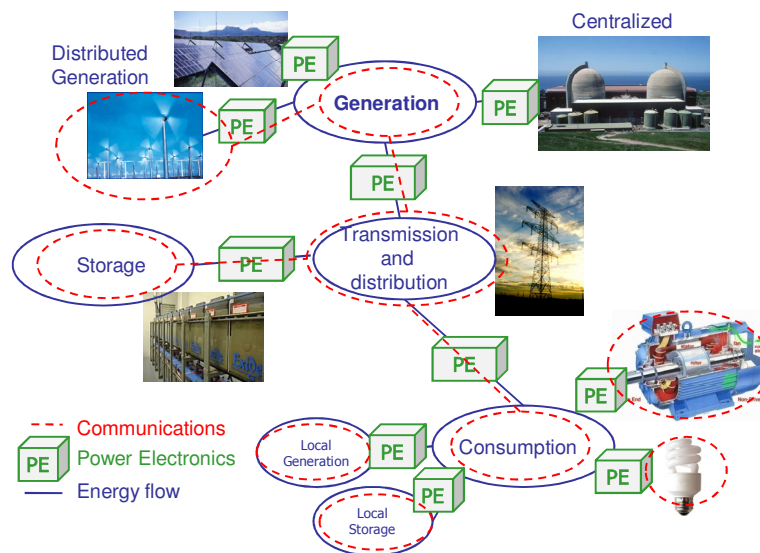 Centralized
Distributed
Generation
PE
PE
Generation
PE
PE
Transmission
and
distribution
Storage
PE
PE
PE
Communications
PE
Power Electronics
Energy flow
Local
Generation
PE
Consumption
PE
PE
Local
Storage